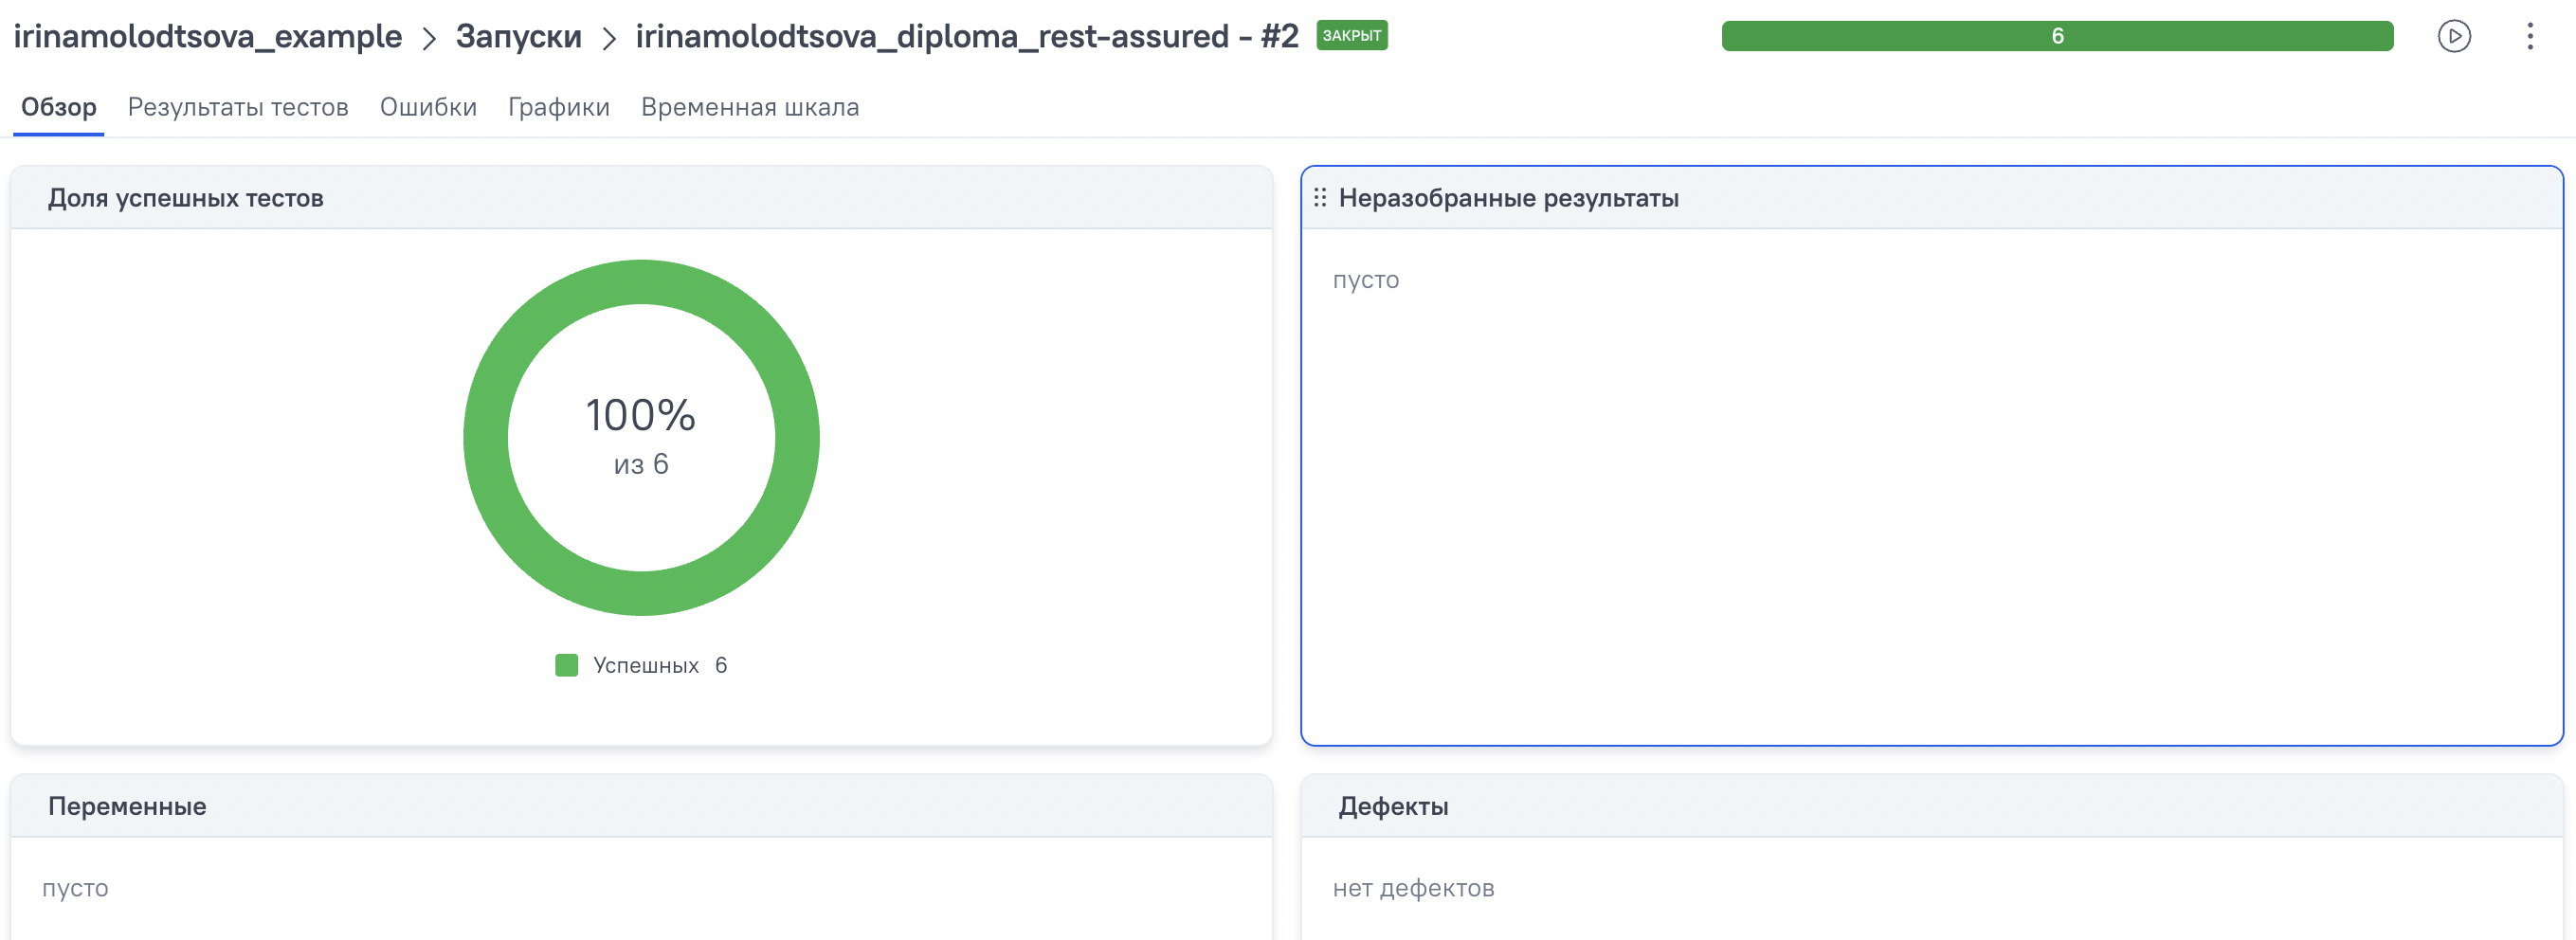 irinamolodtsova_example > Запуски > irinamolodtsova_diploma_rest-assured - #2 ЗАКРЫТ 6
Обзор Результаты тестов Ошибки Графики Временная шкала
Доля успешных тестов
100%
из 6
Успешных 6
Неразобранные результаты
пусто
Переменные
пусто
Дефекты
нет дефектов